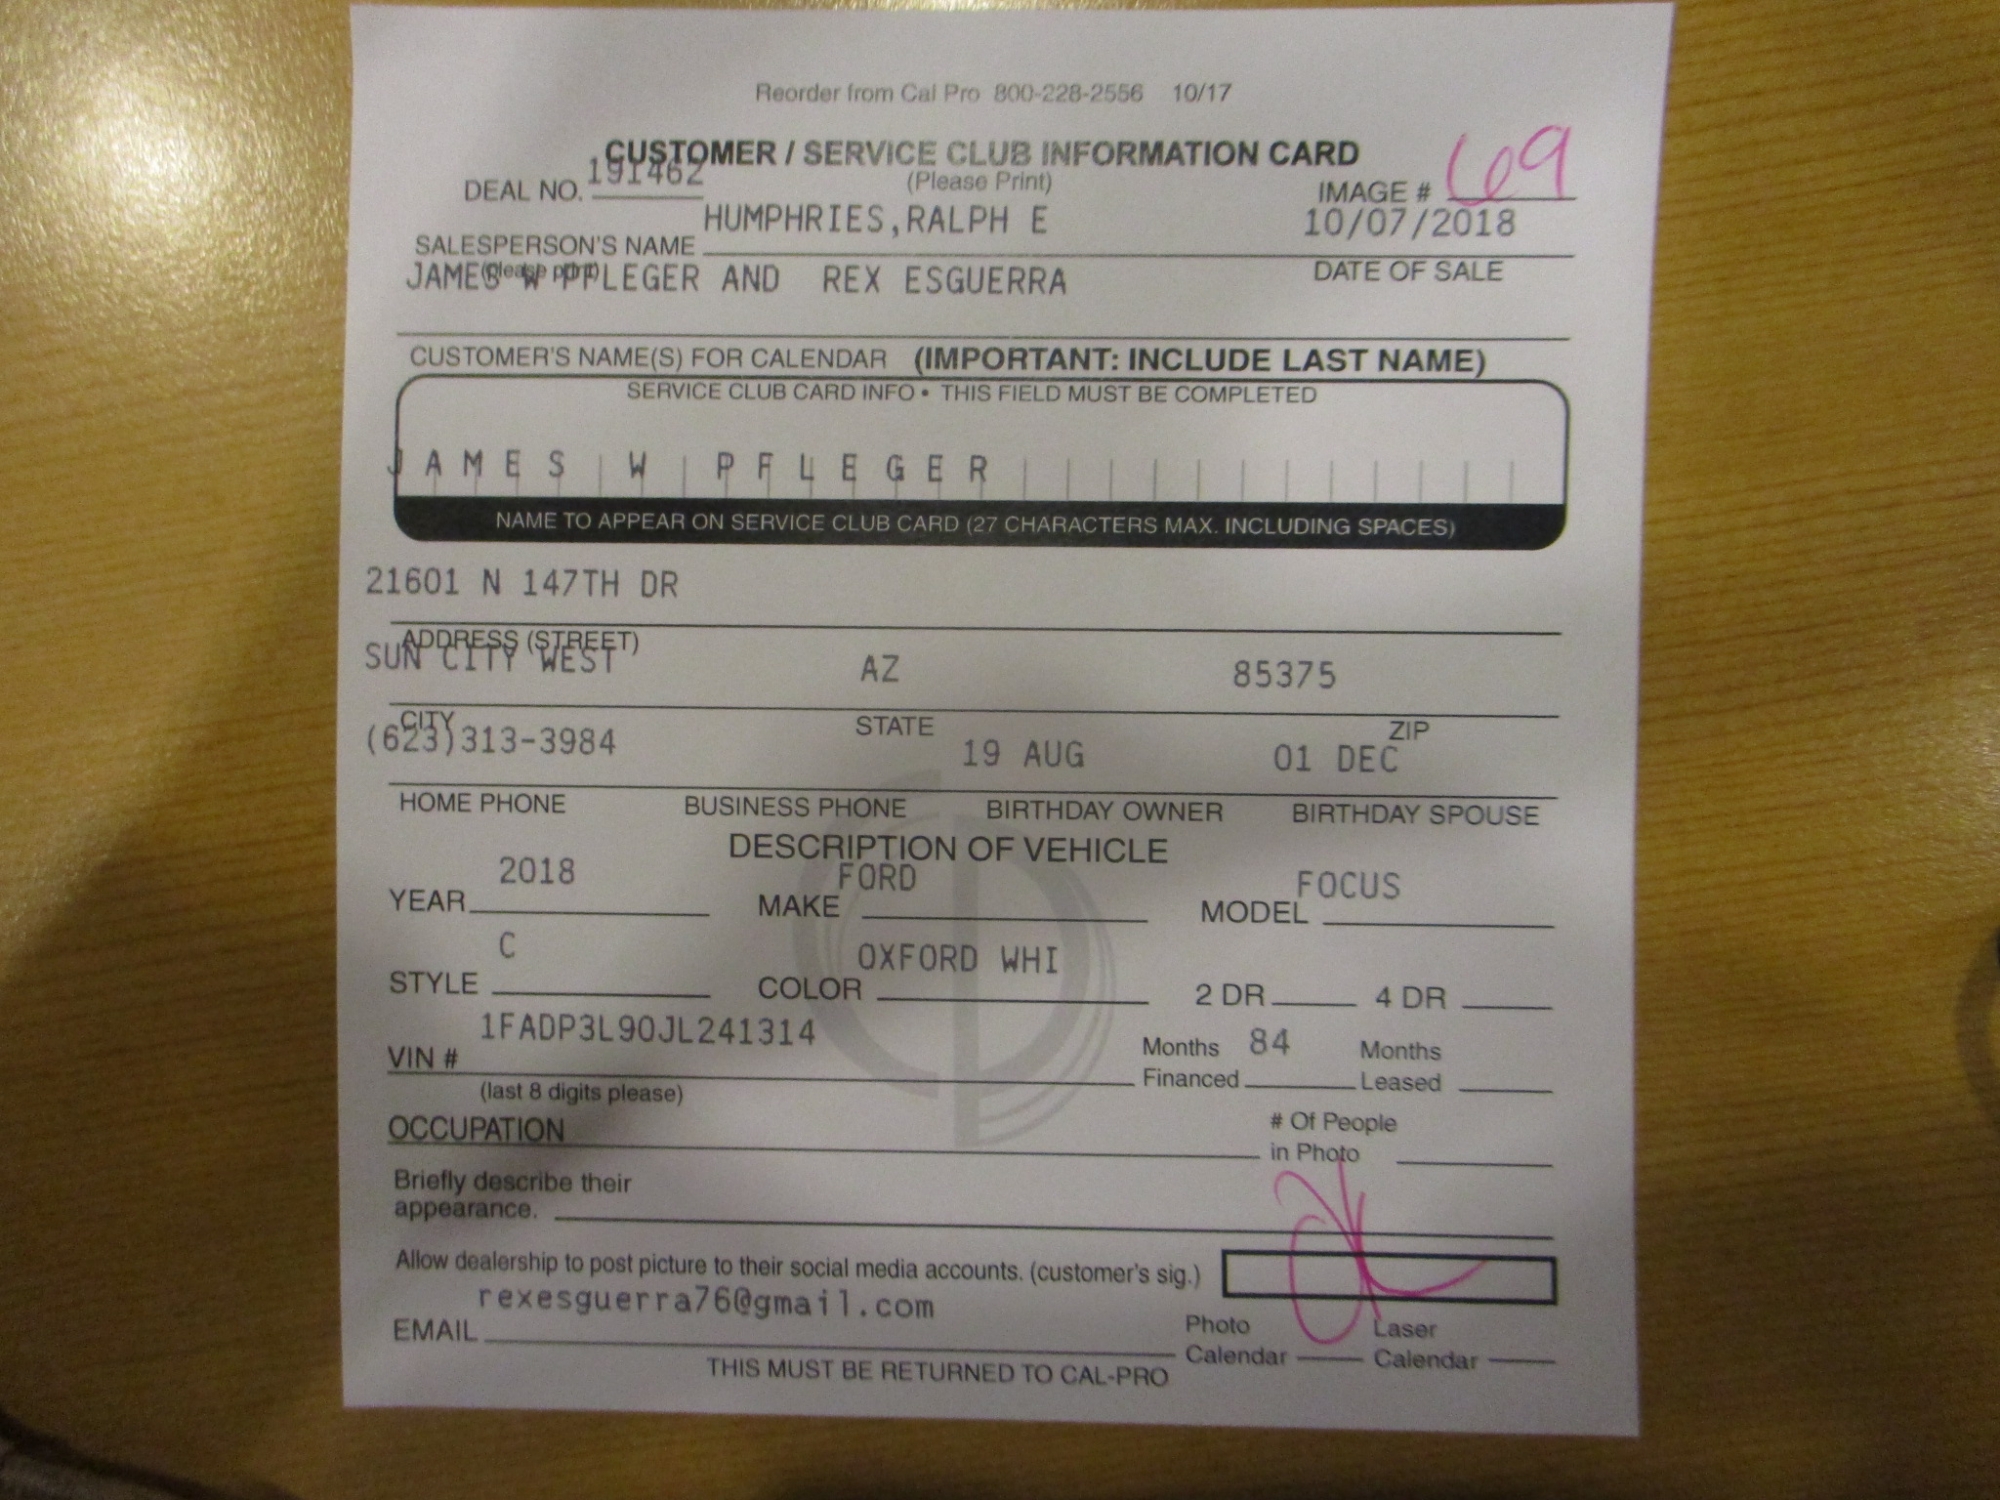 Reorder from Cal Pro 800-228-2556 10/17
CUSTOMER / SERVICE CLUB INFORMATION CARD
(Please Print)
DEAL NO. 191462
IMAGE # 69
SALESPERSON'S NAME HUMPHRIES,RALPH E
10/07/2018
(please print)
DATE OF SALE
JAMES W PFLEGER AND REX ESGUERRA
CUSTOMER'S NAME(S) FOR CALENDAR (IMPORTANT: INCLUDE LAST NAME)
SERVICE CLUB CARD INFO • THIS FIELD MUST BE COMPLETED
JAMES W PFLEGER
NAME TO APPEAR ON SERVICE CLUB CARD (27 CHARACTERS MAX. INCLUDING SPACES)
21601 N 147TH DR
ADDRESS (STREET)
SUN CITY WEST AZ 85375
CITY STATE ZIP
(623)313-3984 19 AUG 01 DEC
HOME PHONE BUSINESS PHONE BIRTHDAY OWNER BIRTHDAY SPOUSE
DESCRIPTION OF VEHICLE
YEAR 2018 MAKE FORD MODEL FOCUS
STYLE C COLOR OXFORD WHI 2 DR 4 DR
VIN # 1FADP3L90JL241314
(last 8 digits please)
Months Financed 84 Months Leased
OCCUPATION
# Of People in Photo
Briefly describe their
appearance.
Allow dealership to post picture to their social media accounts. (customer's sig.)
EMAIL rexesguerra76@gmail.com
Photo Calendar Laser Calendar
THIS MUST BE RETURNED TO CAL-PRO